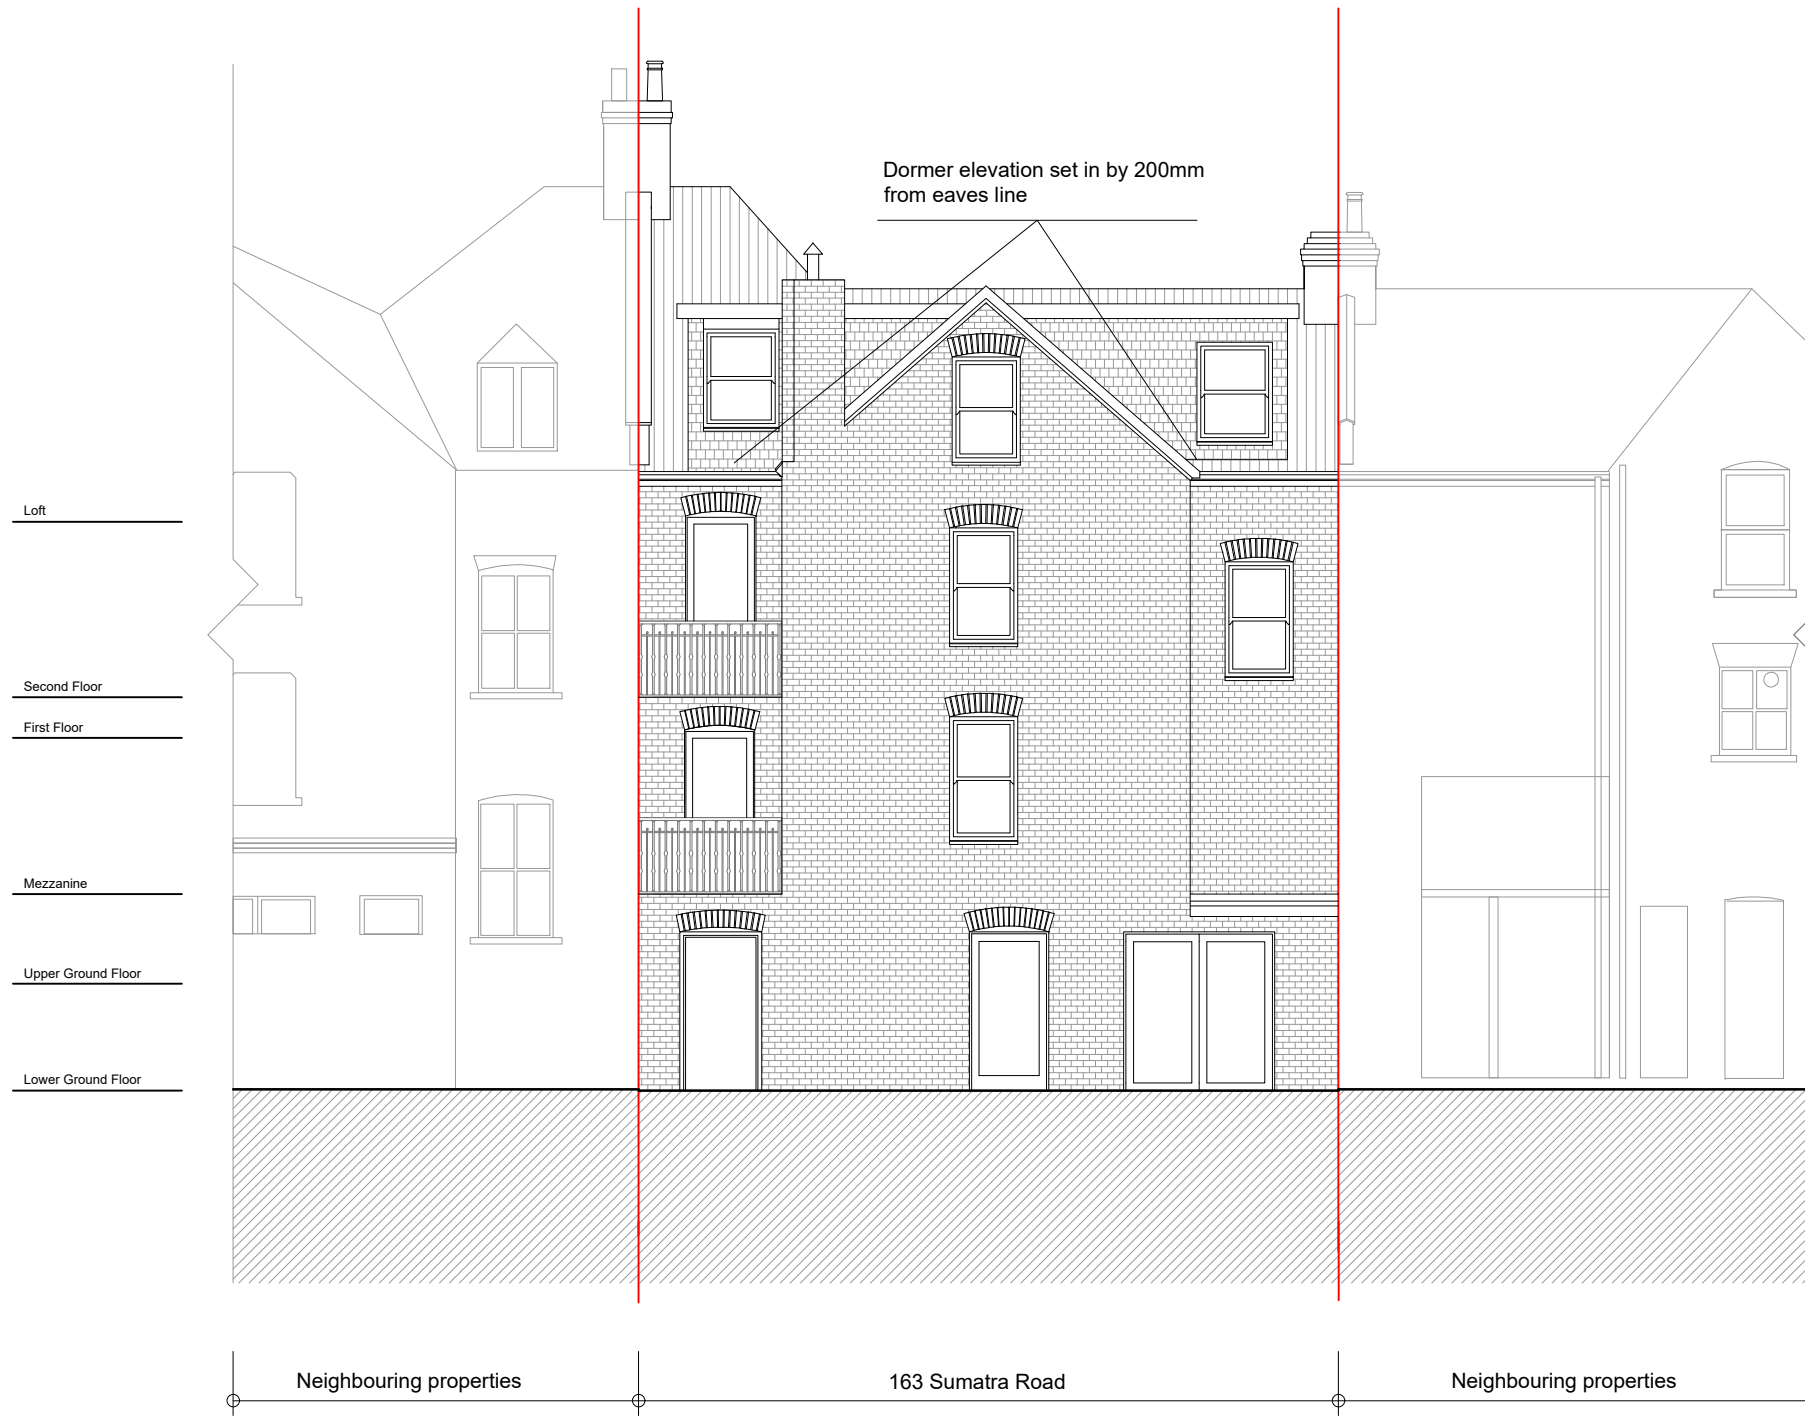 Dormer elevation set in by 200mm
from eaves line
Loft
Second Floor
First Floor
Mezzanine
Upper Ground Floor
Lower Ground Floor
Neighbouring properties
163 Sumatra Road
Neighbouring properties